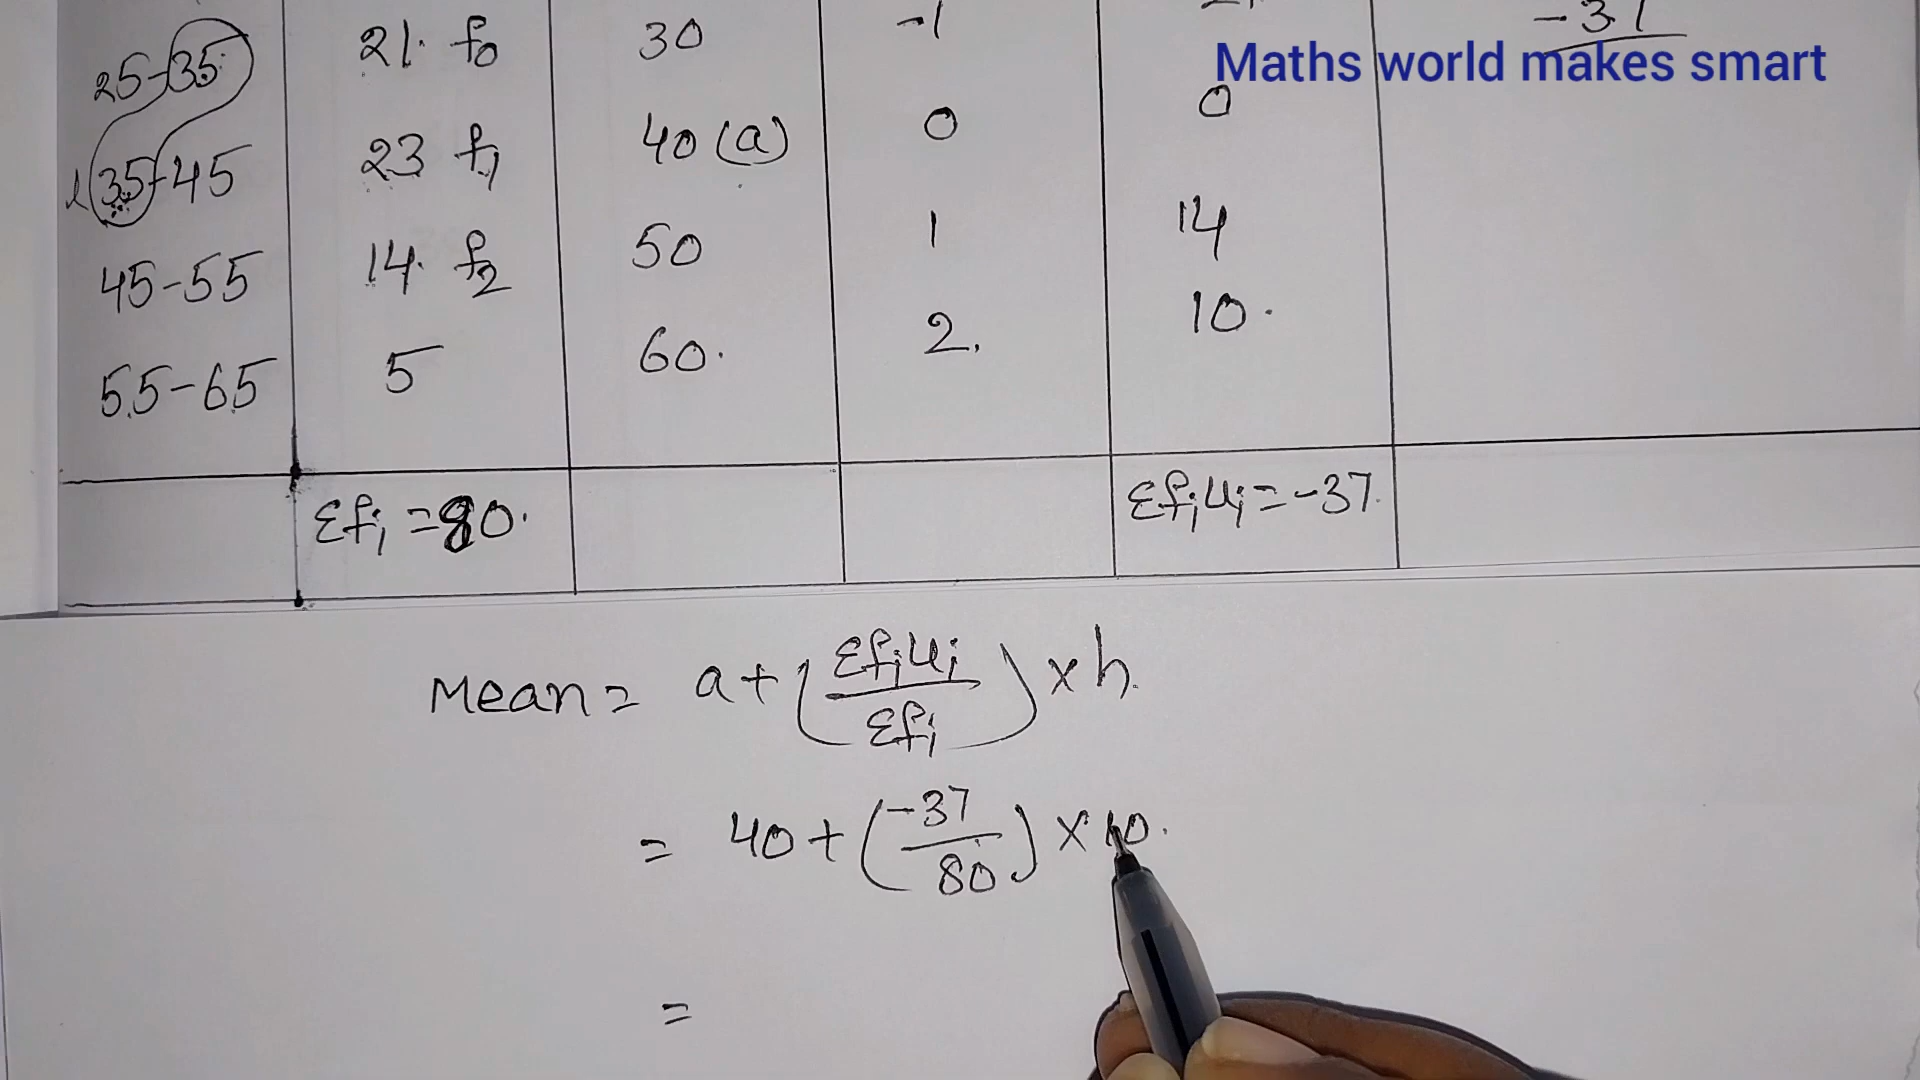 25-35 21. f0 30 -1 -31
Maths world makes smart
l 35-45 23 f1 40 (a) 0 0
45-55 14. f2 50 1 14
55-65 5 60. 2. 10.
Σfi = 80. Σfiui = -37.
Mean = a + (Σfiui / Σfi) × h.
= 40 + (-37 / 80) × 10.
=